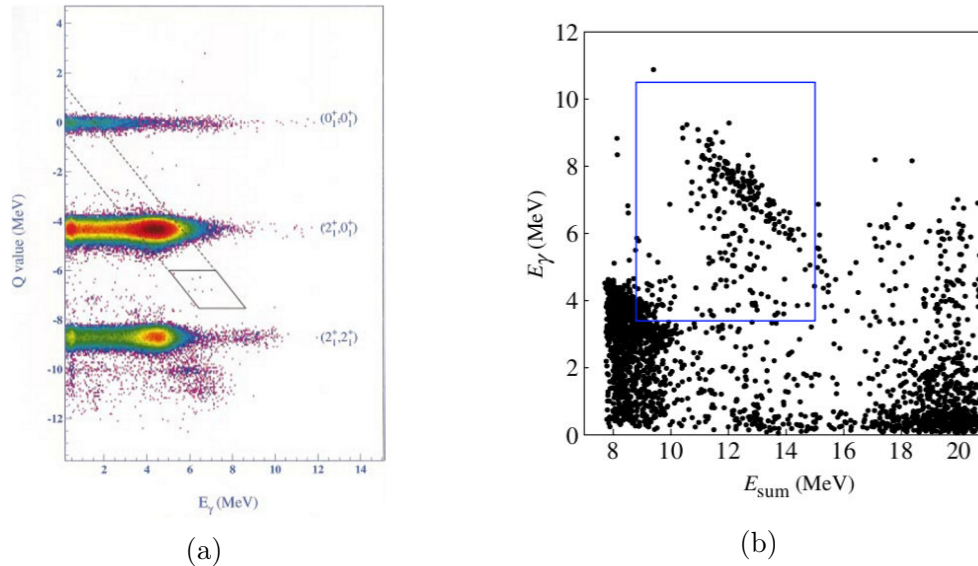 4
2
0
-2
-4
-6
-8
-10
-12
Q value (MeV)
(0⁺₁,0⁺₁)
(2⁺₁,0⁺₁)
(2⁺₁,2⁺₁)
2 4 6 8 10 12 14
E_γ (MeV)
(a)
12
10
8
6
4
2
0
E_γ (MeV)
8 10 12 14 16 18 20
E_sum (MeV)
(b)